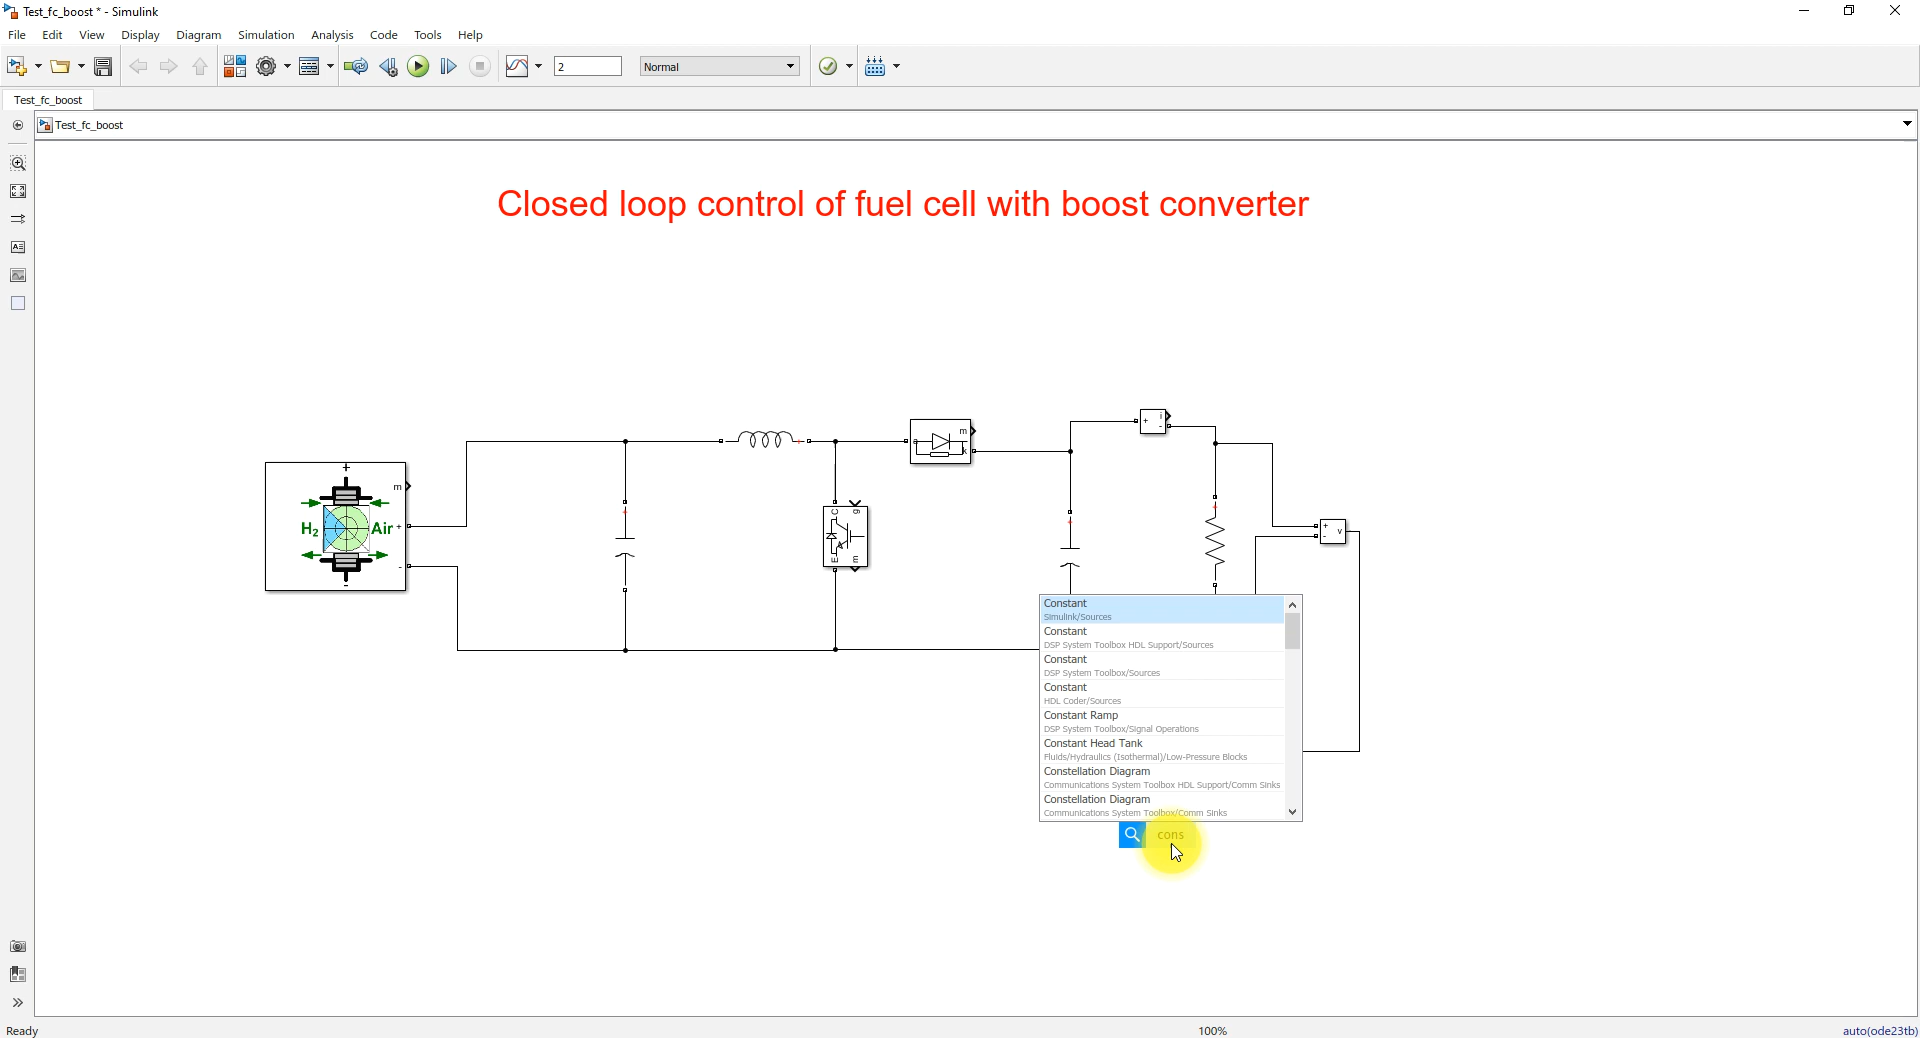 Test_fc_boost * - Simulink
File Edit View Display Diagram Simulation Analysis Code Tools Help
2 Normal
Test_fc_boost
Test_fc_boost
Closed loop control of fuel cell with boost converter
+
m
H2 Air +
-
-
a m
k
+ i
-
C g
E m
+ v
-
Constant
Simulink/Sources
Constant
DSP System Toolbox HDL Support/Sources
Constant
DSP System Toolbox/Sources
Constant
HDL Coder/Sources
Constant Ramp
DSP System Toolbox/Signal Operations
Constant Head Tank
Fluids/Hydraulics (Isothermal)/Low-Pressure Blocks
Constellation Diagram
Communications System Toolbox HDL Support/Comm Sinks
Constellation Diagram
Communications System Toolbox/Comm Sinks
cons
Ready 100% auto(ode23tb)